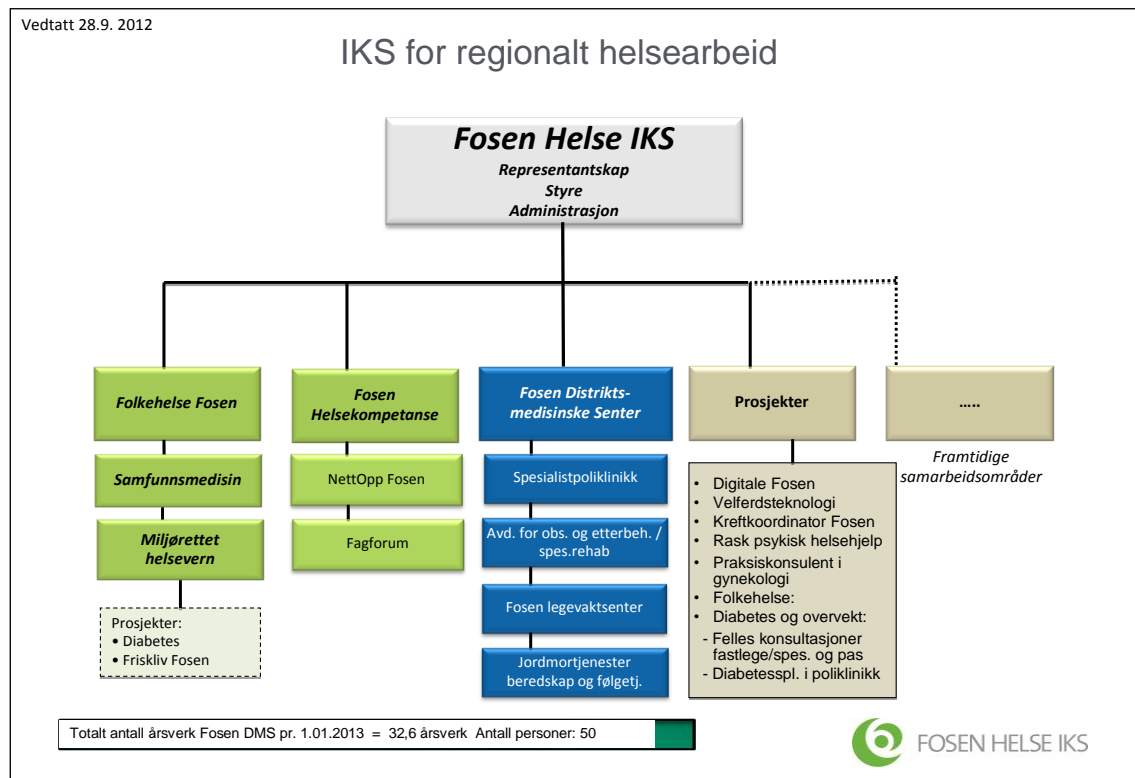 Vedtatt 28.9. 2012
IKS for regionalt helsearbeid
Fosen Helse IKS
Representantskap
Styre
Administrasjon
Folkehelse Fosen
Samfunnsmedisin
Miljørettet
helsevern
Prosjekter:
• Diabetes
• Friskliv Fosen
Fosen
Helsekompetanse
NettOpp Fosen
Fagforum
Fosen Distrikts-
medisinske Senter
Spesialistpoliklinikk
Avd. for obs. og etterbeh. /
spes.rehab
Fosen legevaktsenter
Jordmortjenester
beredskap og følgetj.
Prosjekter
• Digitale Fosen
• Velferdsteknologi
• Kreftkoordinator Fosen
• Rask psykisk helsehjelp
• Praksiskonsulent i
gynekologi
• Folkehelse:
• Diabetes og overvekt:
- Felles konsultasjoner
fastlege/spes. og pas
- Diabetesspl. i poliklinikk
…..
Framtidige
samarbeidsområder
Totalt antall årsverk Fosen DMS pr. 1.01.2013 = 32,6 årsverk Antall personer: 50
FOSEN HELSE IKS